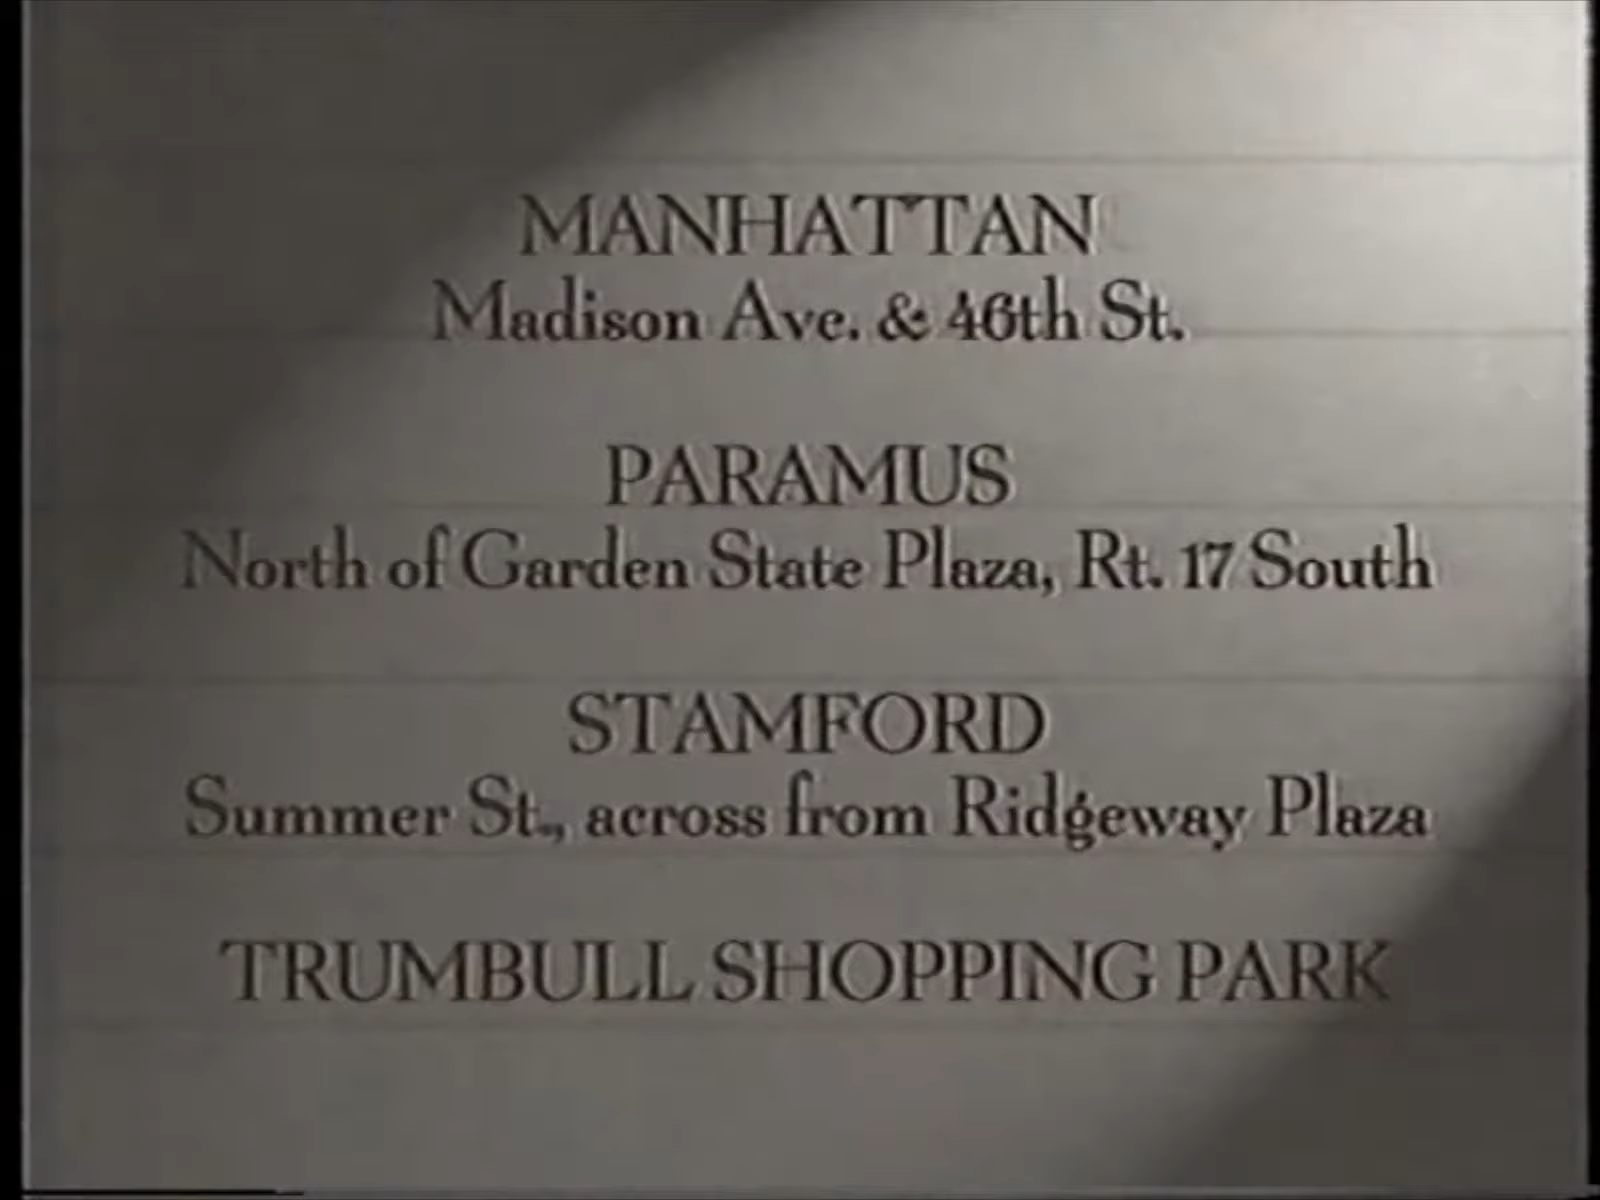 MANHATTAN
Madison Ave. & 46th St.
PARAMUS
North of Garden State Plaza, Rt. 17 South
STAMFORD
Summer St., across from Ridgeway Plaza
TRUMBULL SHOPPING PARK